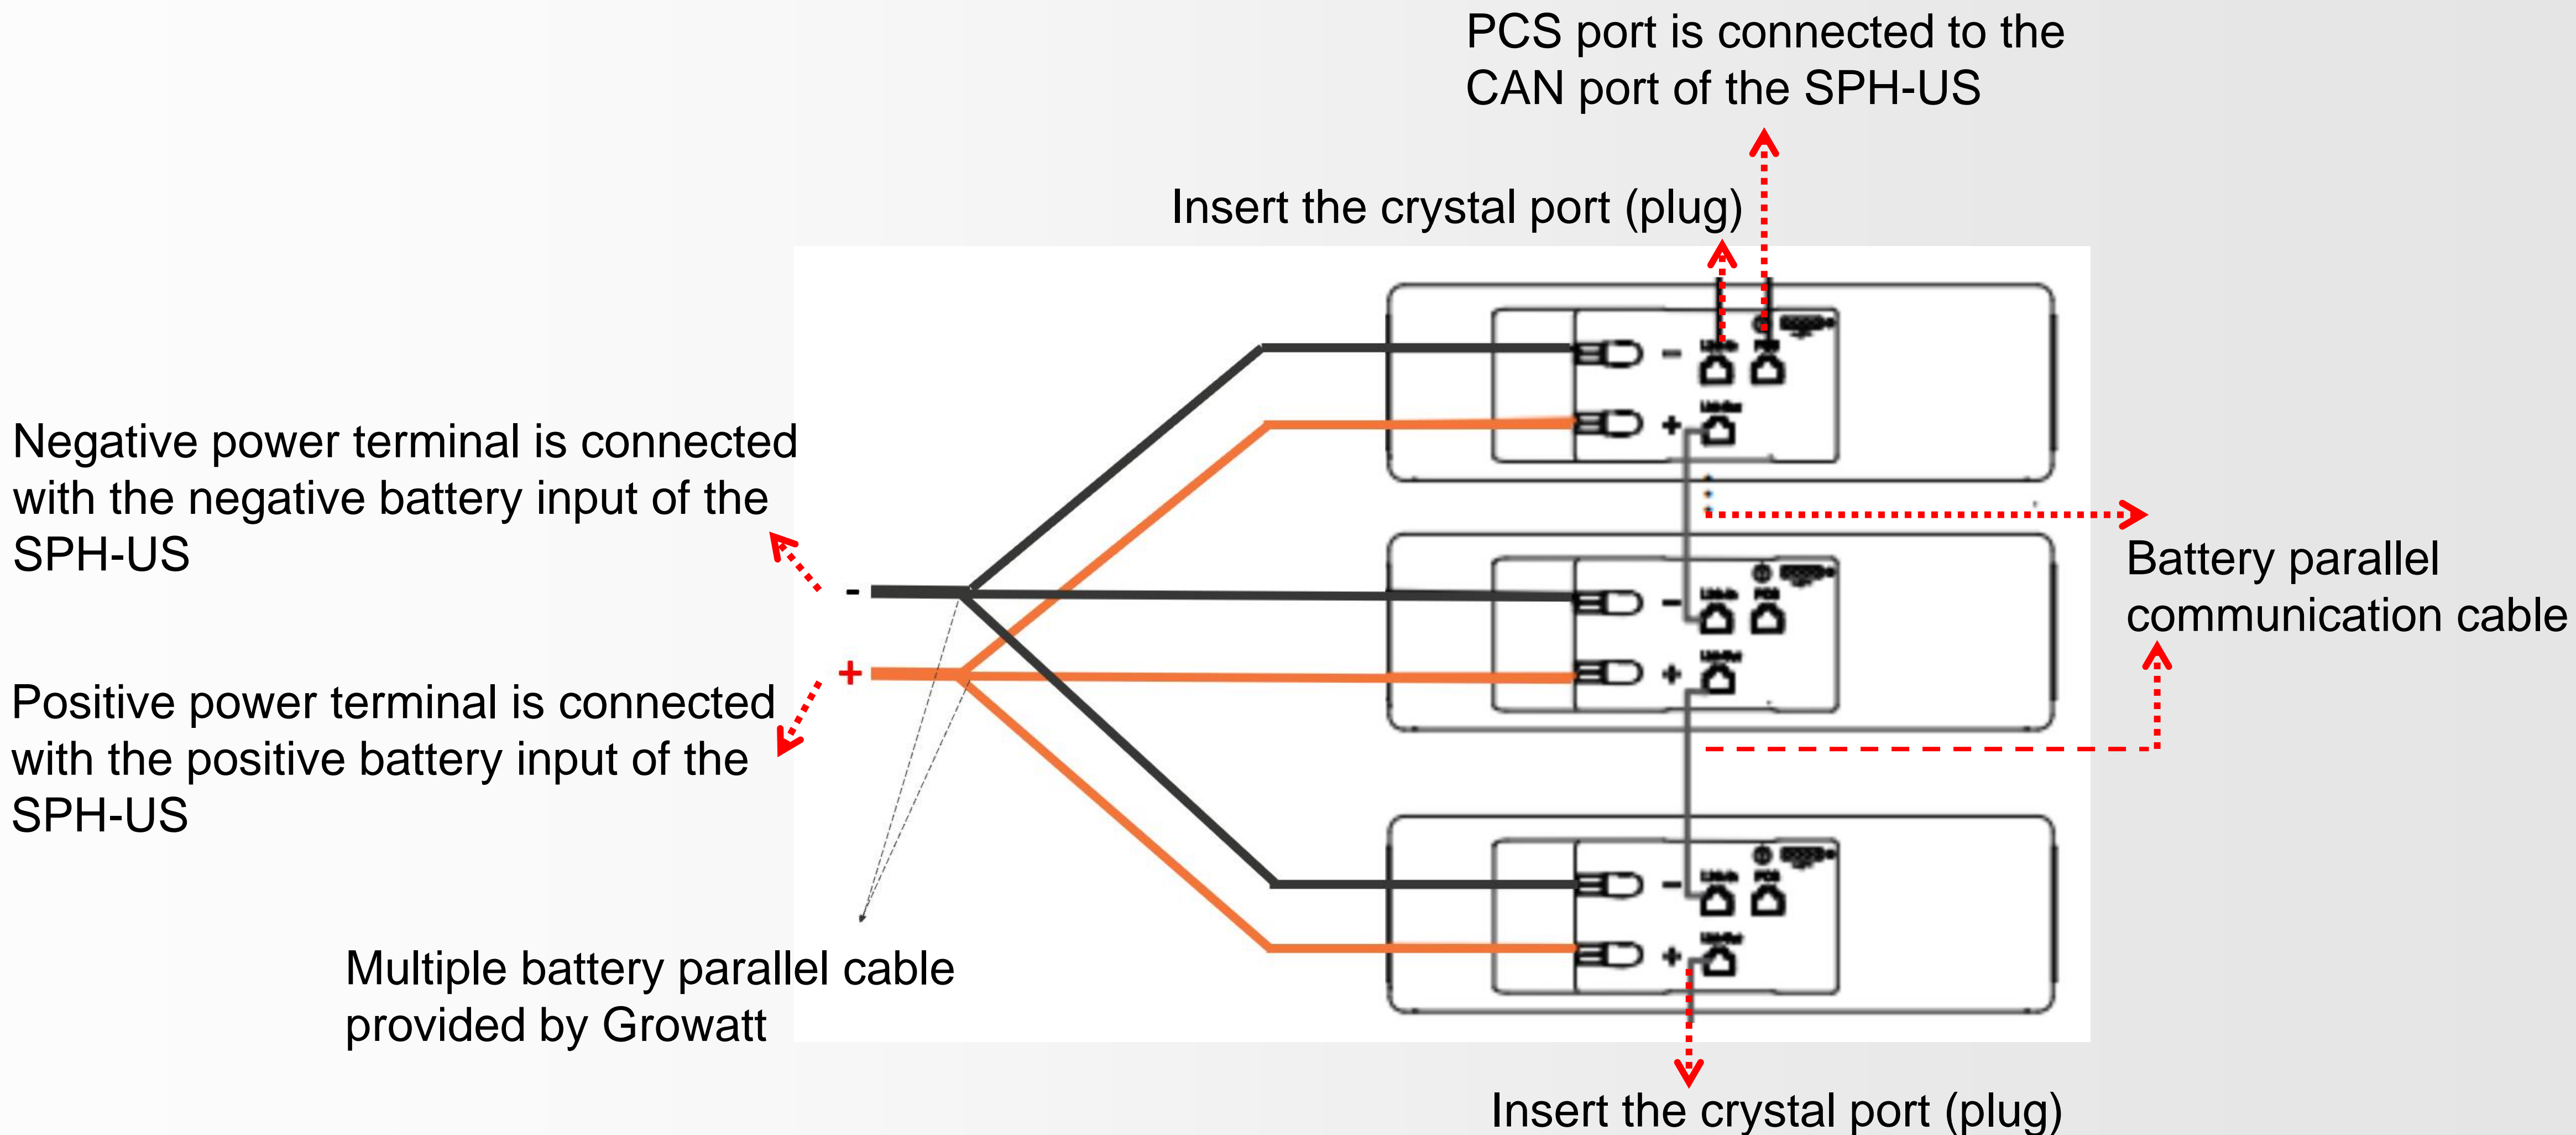 PCS port is connected to the
CAN port of the SPH-US
Insert the crystal port (plug)
Negative power terminal is connected
with the negative battery input of the
SPH-US
-
+
Positive power terminal is connected
with the positive battery input of the
SPH-US
Multiple battery parallel cable
provided by Growatt
Battery parallel
communication cable
Insert the crystal port (plug)
-
+
-
+
-
+